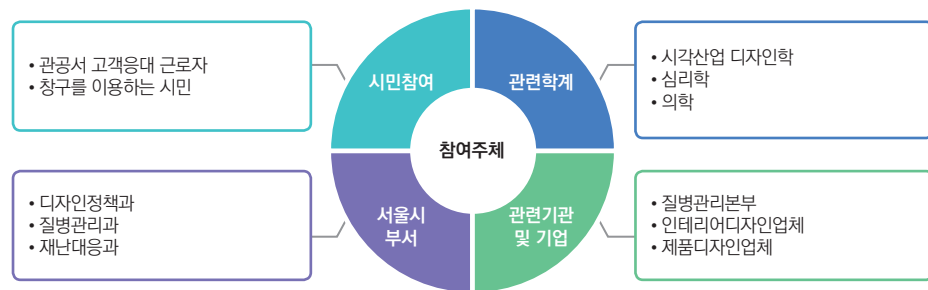 • 관공서 고객응대 근로자
• 창구를 이용하는 시민
시민참여
관련학계
• 시각산업 디자인학
• 심리학
• 의학
참여주체
• 디자인정책과
• 질병관리과
• 재난대응과
서울시
부서
관련기관
및 기업
• 질병관리본부
• 인테리어디자인업체
• 제품디자인업체